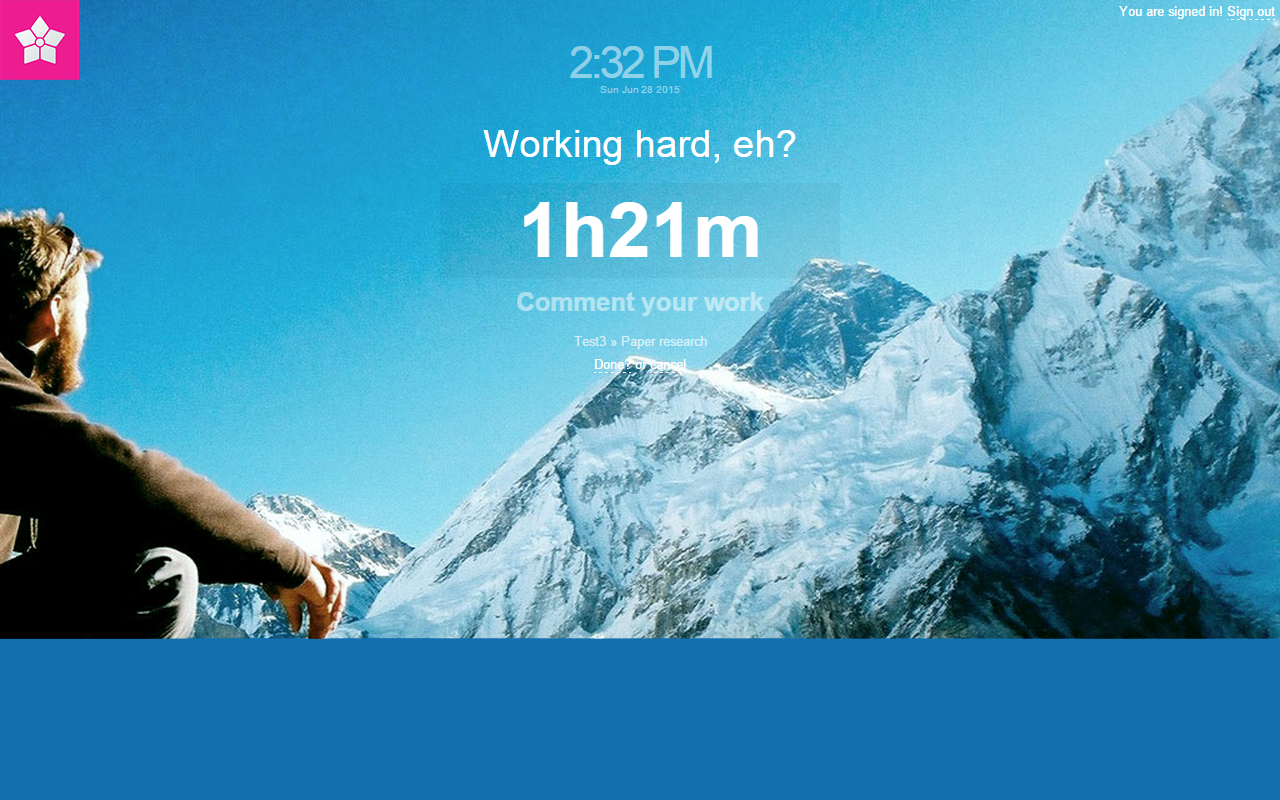 You are signed in! Sign out
2:32 PM
Sun Jun 28 2015
Working hard, eh?
1h21m
Comment your work
Test3 » Paper research
Done? or cancel